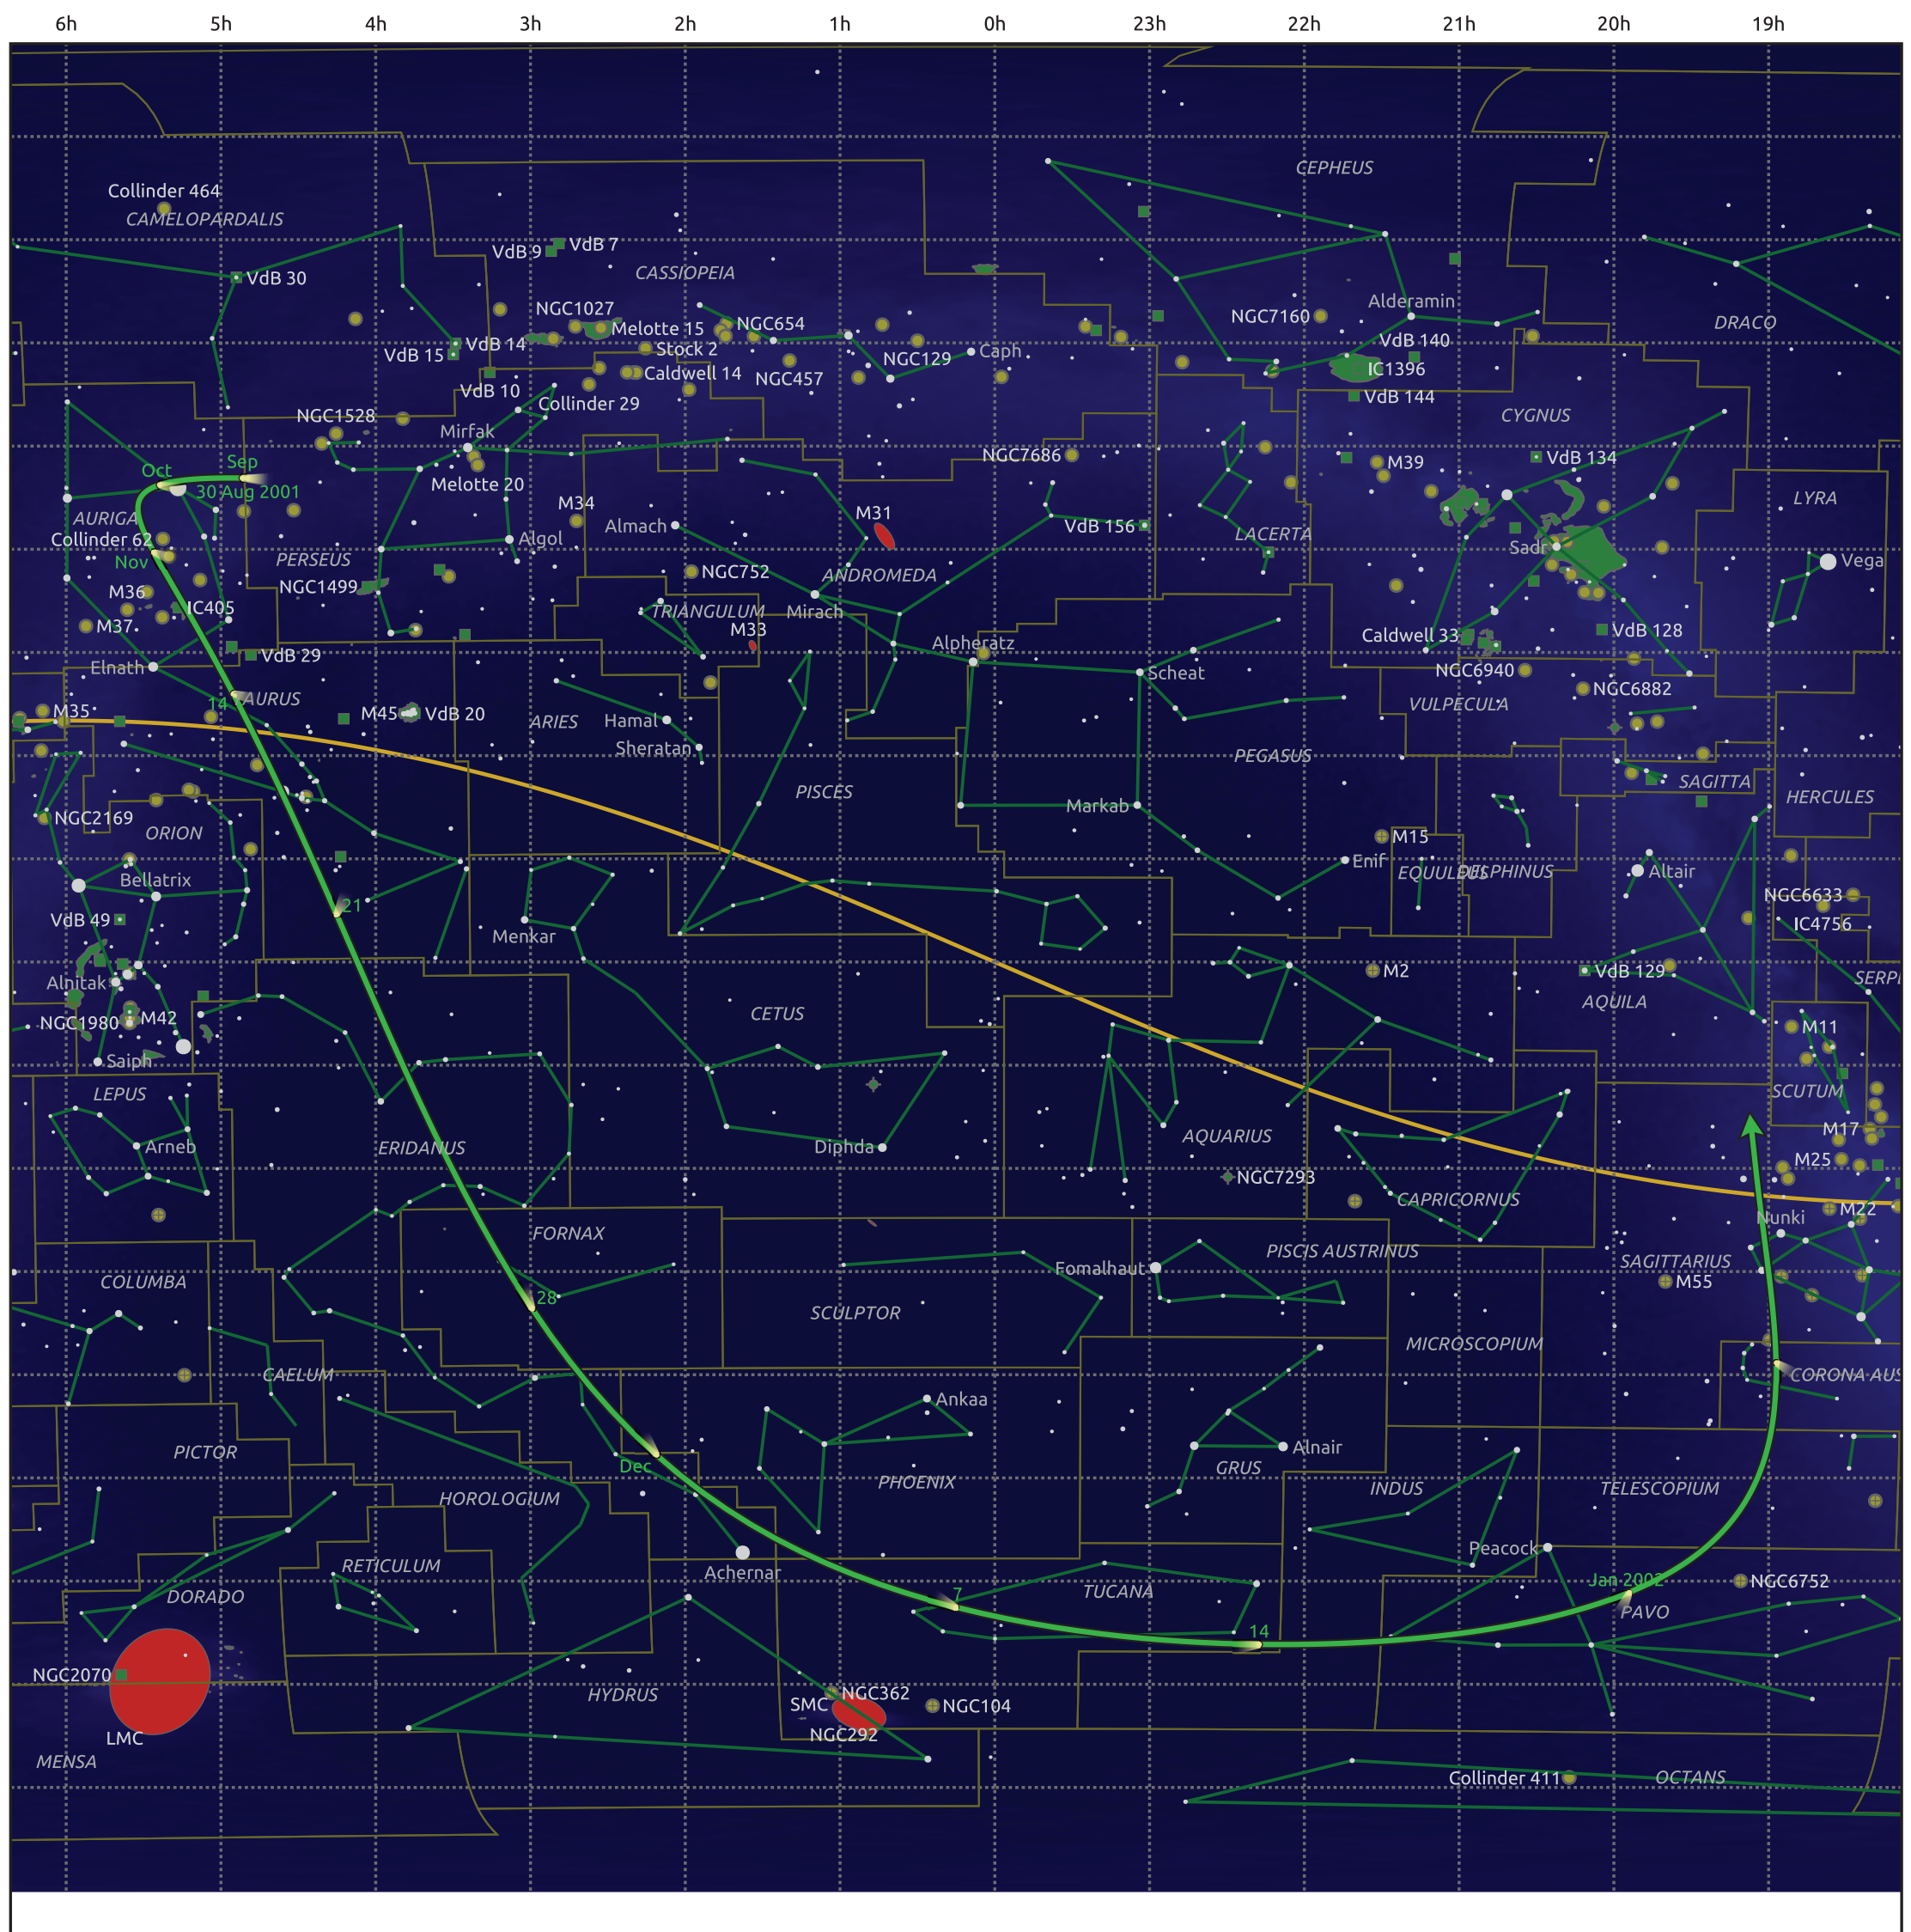 6h 5h 4h 3h 2h 1h 0h 23h 22h 21h 20h 19h
CEPHEUS
Collinder 464
CAMELOPARDALIS
VdB 9 VdB 7
CASSIOPEIA
VdB 30
Alderamin
NGC1027 NGC7160
Melotte 15 NGC654 DRACO
VdB 14 VdB 140
VdB 15 Stock 2 NGC129 Caph
Caldwell 14 NGC457 IC1396
VdB 10 VdB 144
Collinder 29
NGC1528 CYGNUS
Mirfak
NGC7686 M39 VdB 134
Sep
Oct
Melotte 20
30 Aug 2001 LYRA
M34 M31
AURIGA Almach VdB 156
Collinder 62 Algol LACERTA Sadr
Nov PERSEUS Vega
NGC752 ANDROMEDA
M36 NGC1499
IC405 TRIANGULUM Mirach
M37 M33 Caldwell 33 VdB 128
VdB 29 Alpheratz
Elnath Scheat NGC6940
NGC6882
14 AURUS VULPECULA
M35 M45 VdB 20 ARIES Hamal
Sheratan PEGASUS
SAGITTA
PISCES HERCULES
NGC2169 Markab
ORION M15
Enif
Bellatrix EQUULEUS DELPHINUS Altair
NGC6633
21
VdB 49 IC4756
Menkar
Alnitak M2 VdB 129 SERPE
CETUS AQUILA
NGC1980 M42 M11
Saiph
LEPUS SCUTUM
Arneb ERIDANUS Diphda AQUARIUS M17
M25
NGC7293
CAPRICORNUS M22
Nunki
FORNAX PISCIS AUSTRINUS
SAGITTARIUS
COLUMBA Fomalhaut M55
28 SCULPTOR
MICROSCOPIUM
CAELUM CORONA AUS
Ankaa
PICTOR Alnair
Dec GRUS
PHOENIX INDUS TELESCOPIUM
HOROLOGIUM
Peacock
RETICULUM Achernar
Jan 2002 NGC6752
DORADO 7 TUCANA
PAVO
14
NGC2070
HYDRUS SMC NGC362 NGC104
LMC NGC292
MENSA
Collinder 411 OCTANS